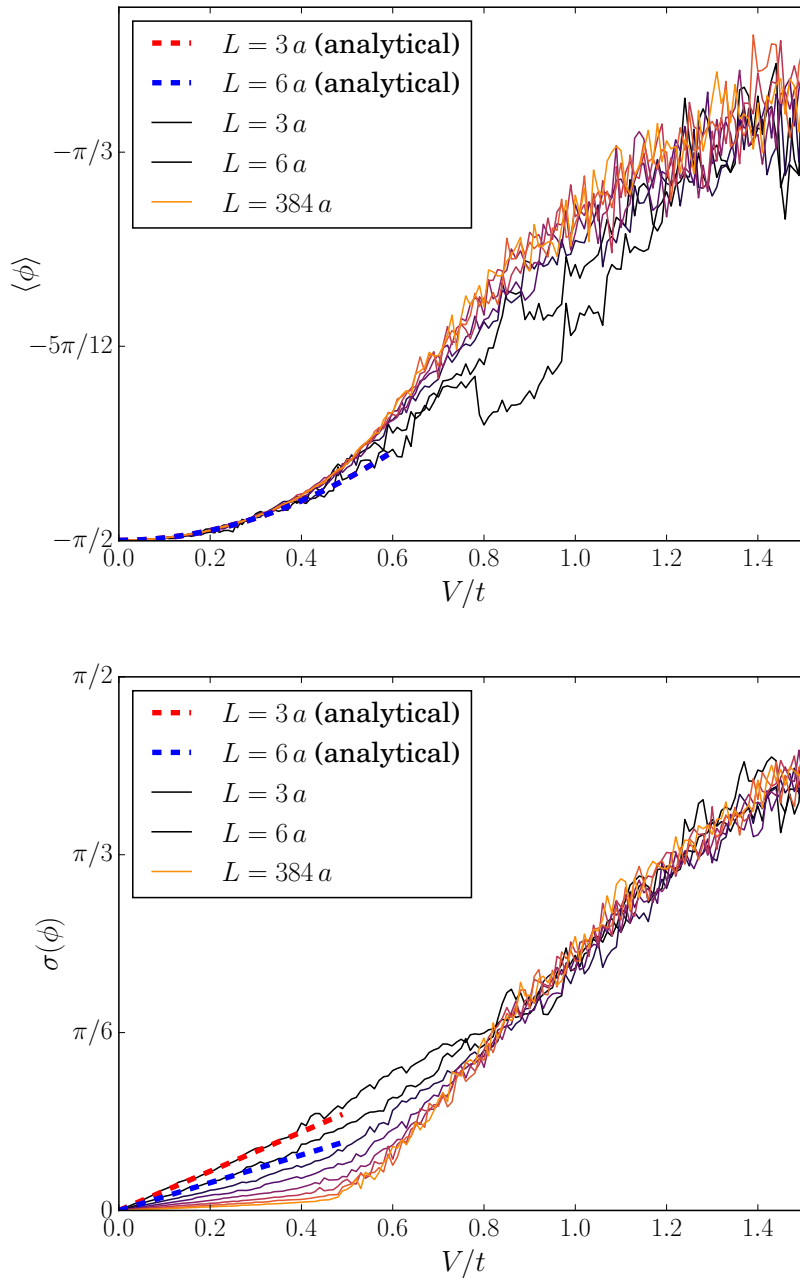 L = 3 a (analytical)
L = 6 a (analytical)
L = 3 a
L = 6 a
L = 384 a
−π/3
−5π/12
−π/2
⟨ϕ⟩
0.0 0.2 0.4 0.6 0.8 1.0 1.2 1.4
V/t
π/2
π/3
π/6
0
σ(ϕ)
L = 3 a (analytical)
L = 6 a (analytical)
L = 3 a
L = 6 a
L = 384 a
0.0 0.2 0.4 0.6 0.8 1.0 1.2 1.4
V/t